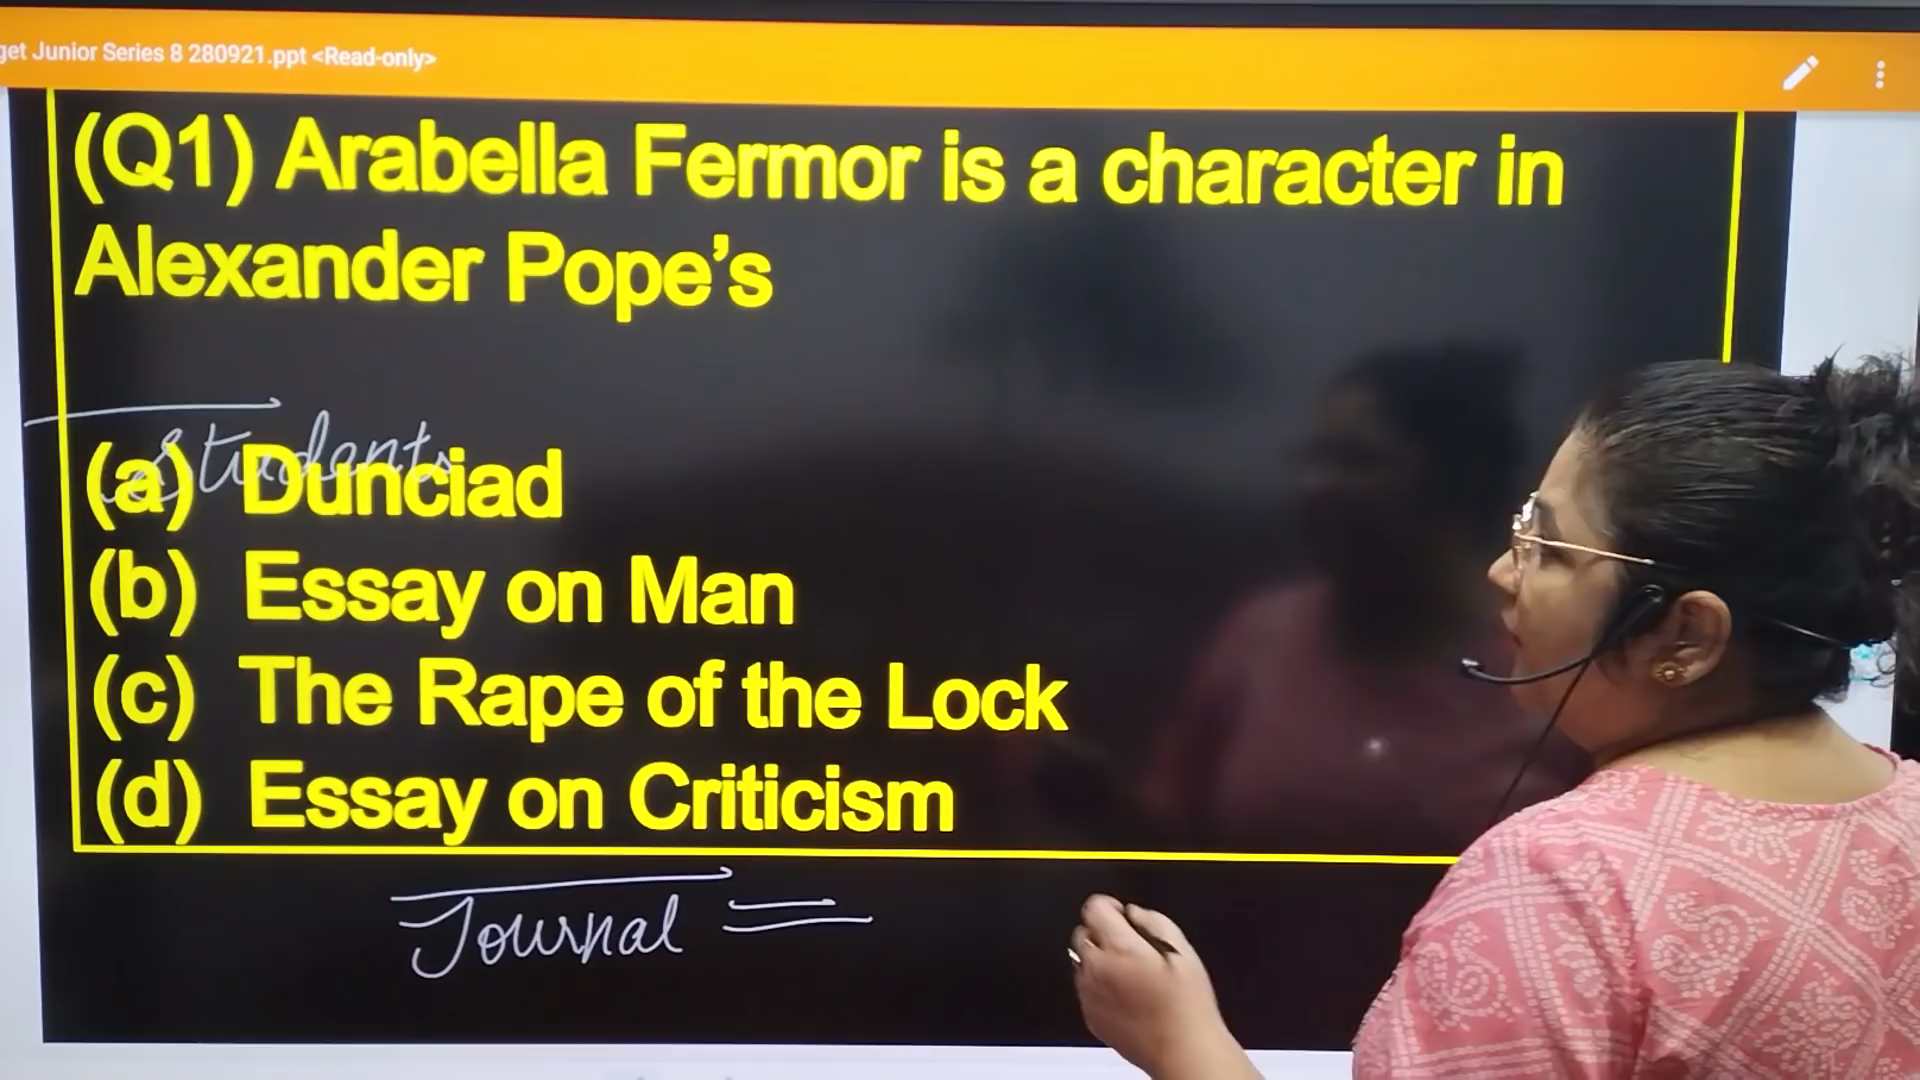 get Junior Series 8 280921.ppt <Read-only>
(Q1) Arabella Fermor is a character in
Alexander Pope's
Students
(a) Dunciad
(b) Essay on Man
(c) The Rape of the Lock
(d) Essay on Criticism
Journal =